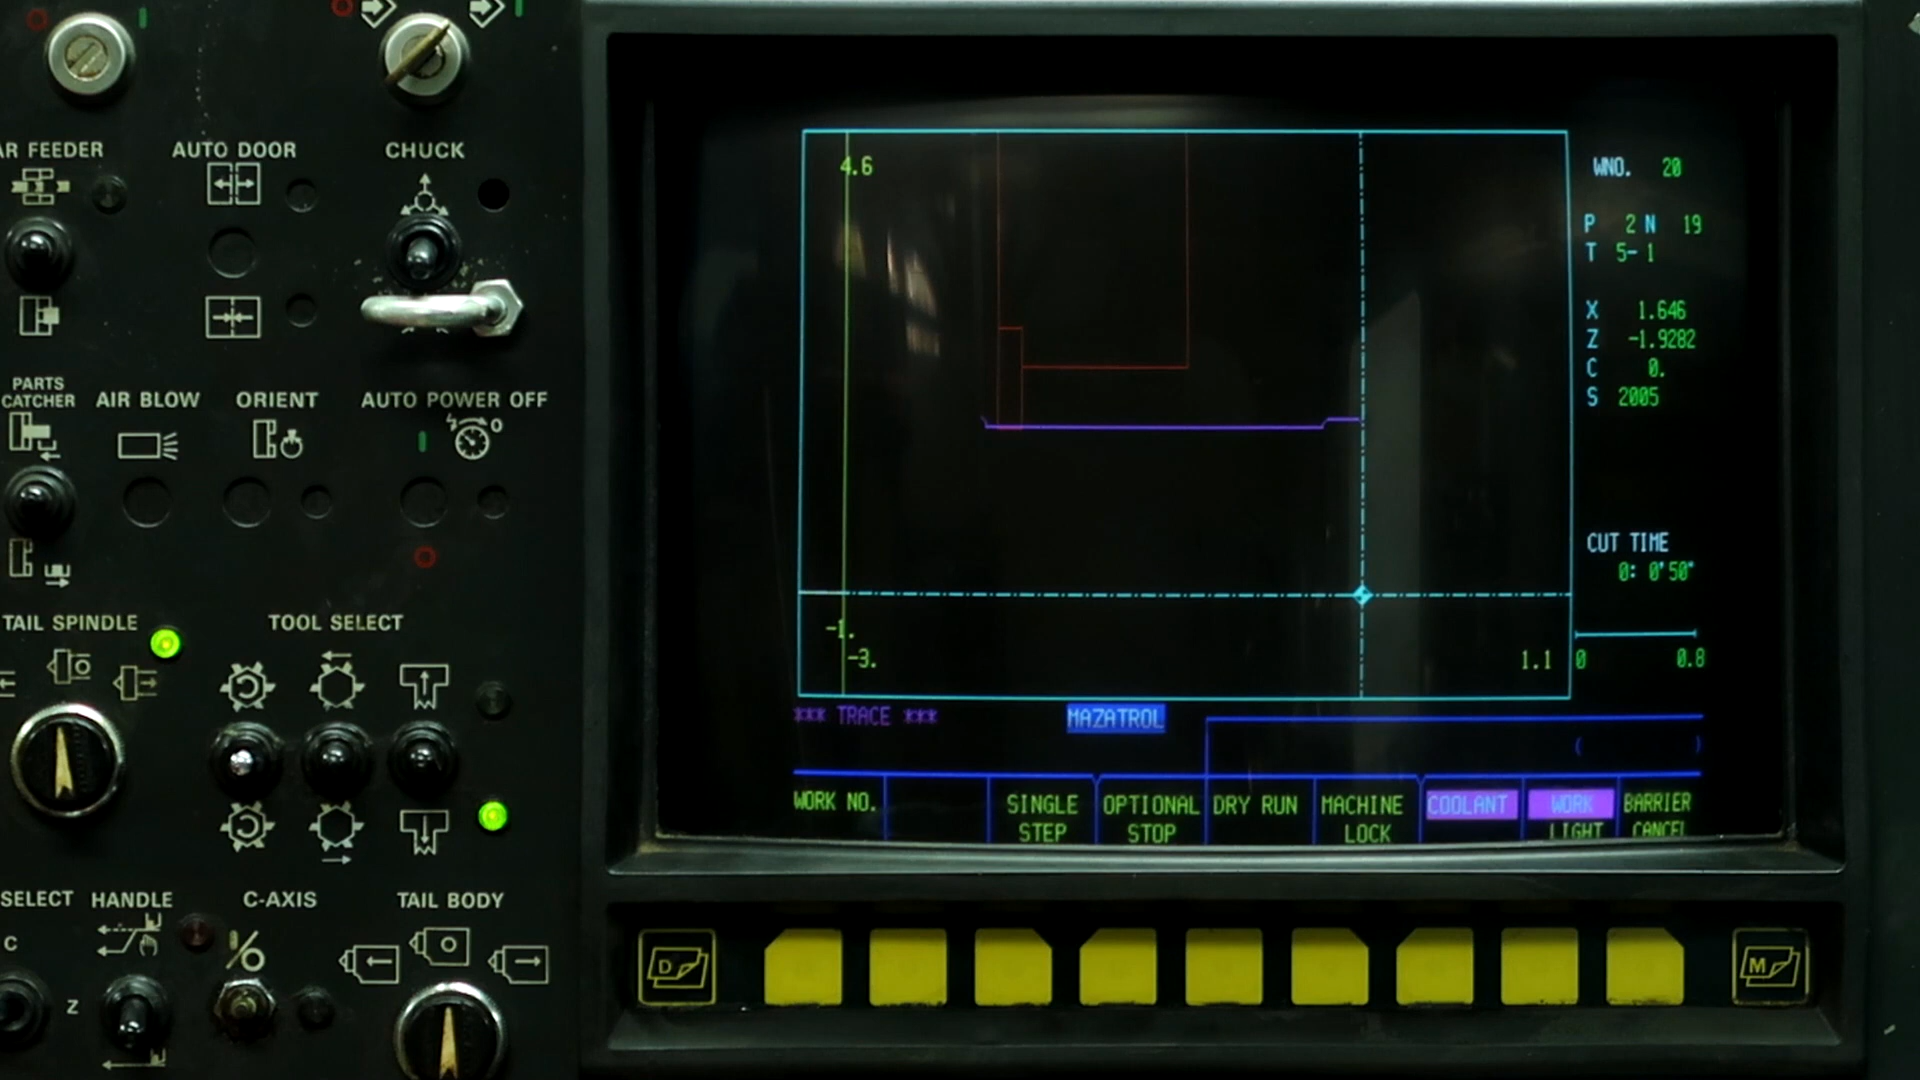 AR FEEDER
AUTO DOOR
CHUCK
PARTS
CATCHER
AIR BLOW
ORIENT
AUTO POWER OFF
O
TAIL SPINDLE
TOOL SELECT
SELECT
HANDLE
C-AXIS
TAIL BODY
C
Z
4.6
-1.
-3.
1.1
WNO. 20
P 2 N 19
T 5- 1
X 1.646
Z -1.9282
C 0.
S 2005
CUT TIME
0: 0'50"
0 0.8
*** TRACE ***
MAZATROL
( )
WORK NO.
SINGLE
STEP
OPTIONAL
STOP
DRY RUN
MACHINE
LOCK
COOLANT
WORK
LIGHT
BARRIER
CANCEL
D
M